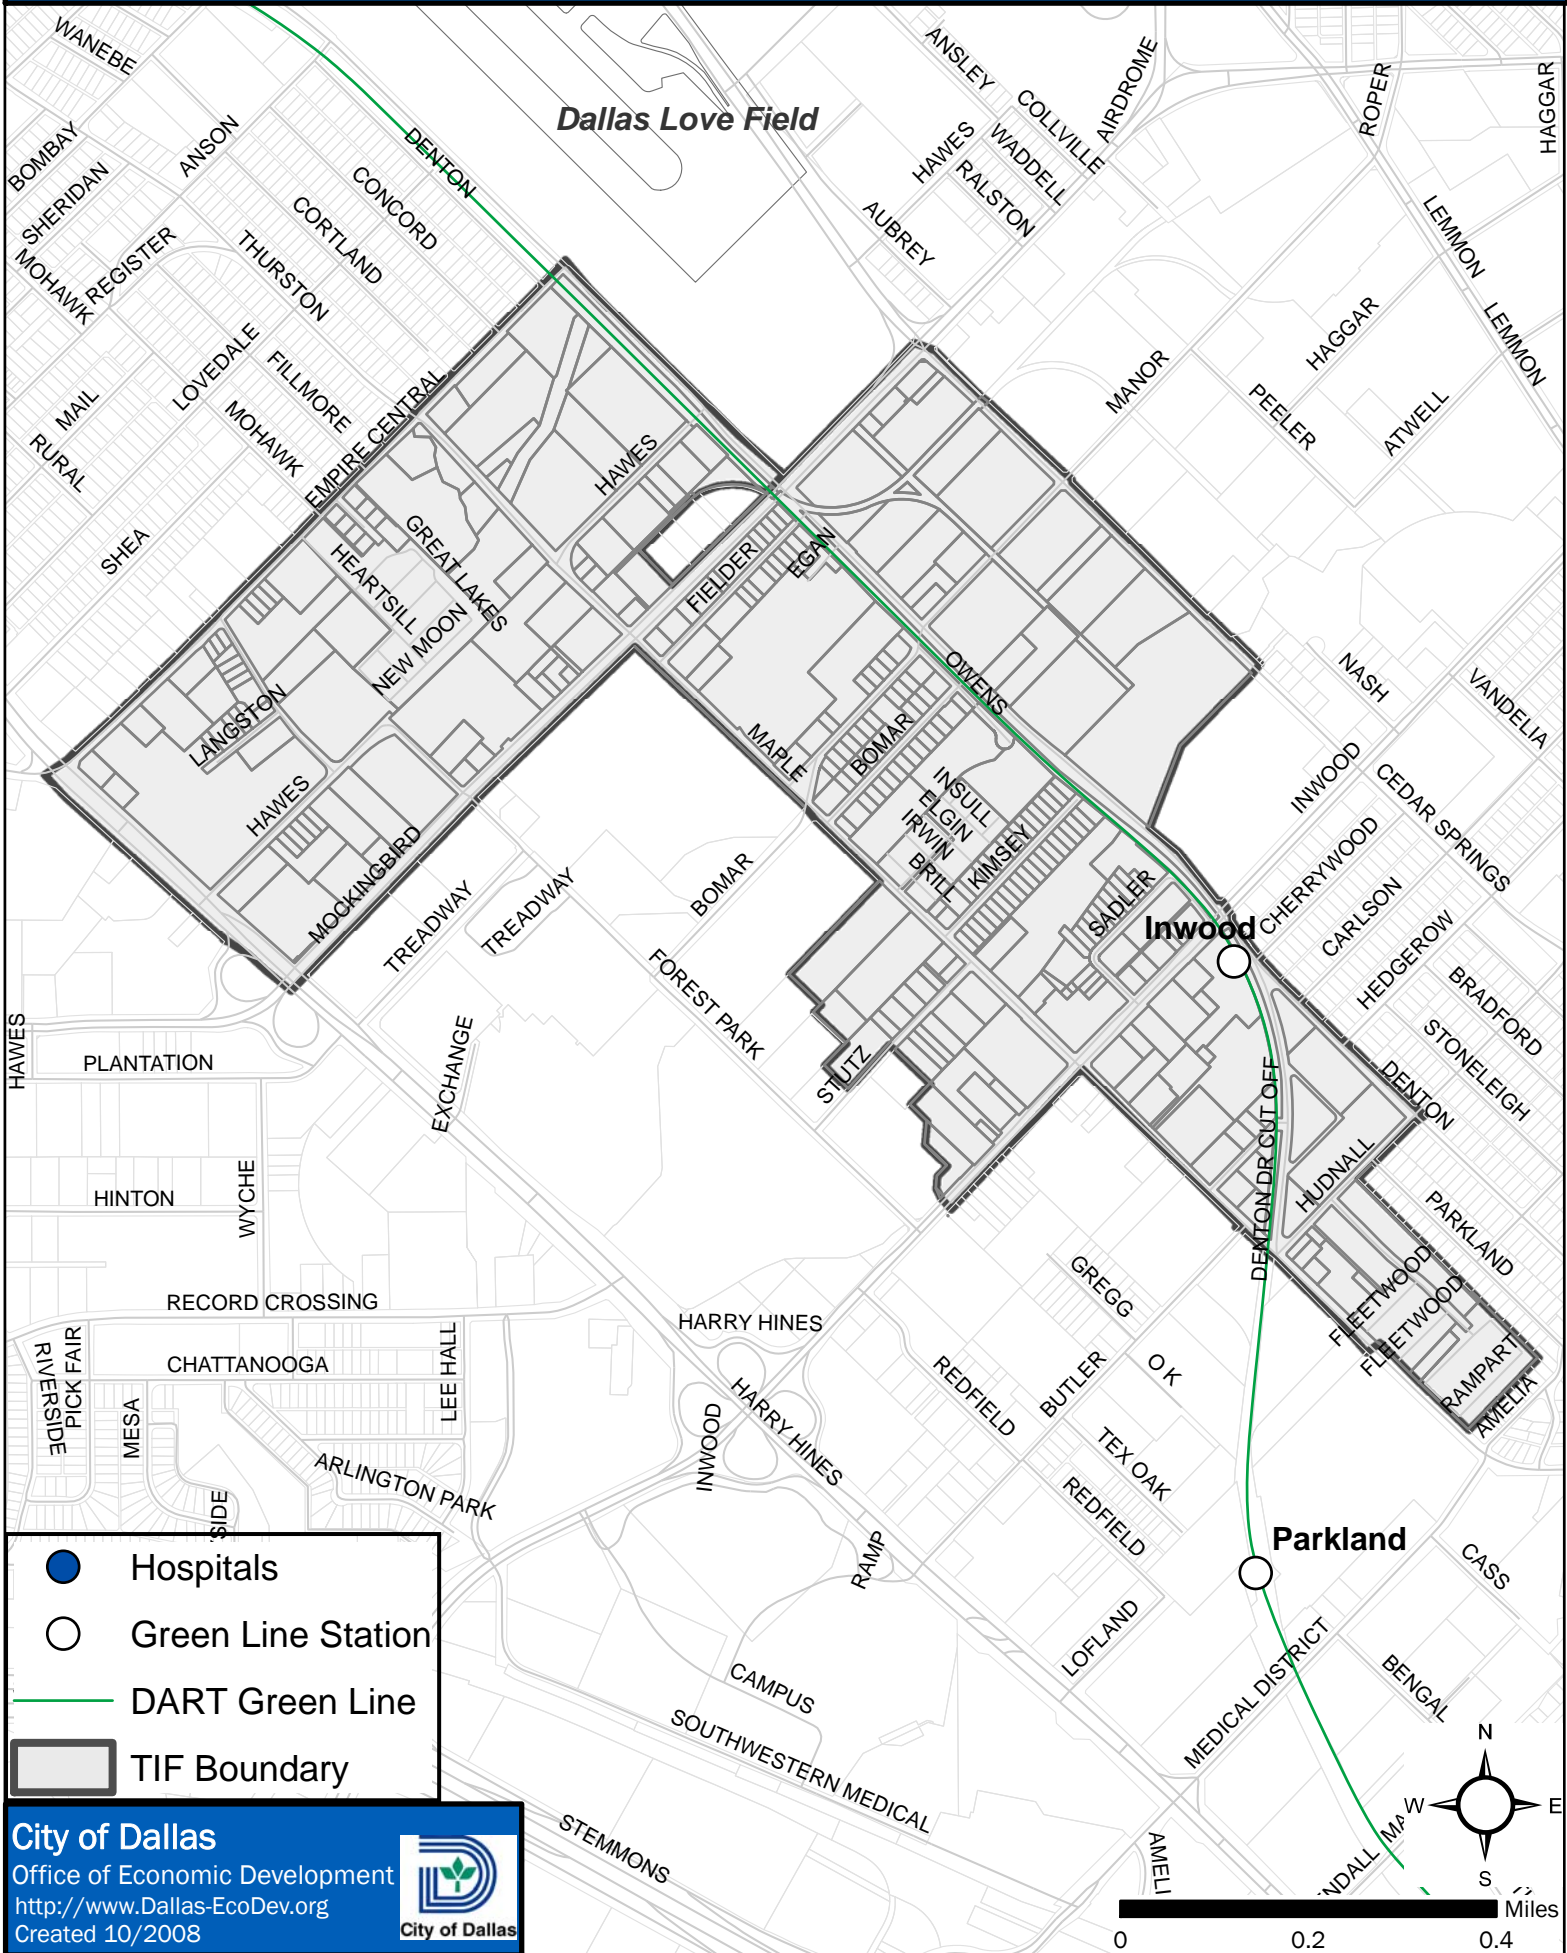 WANEBE
BOMBAY
SHERIDAN
ANSON
MOHAWK
REGISTER
THURSTON
CORTLAND
CONCORD
DENTON
Dallas Love Field
ANSLEY
COLLVILLE
AIRDROME
HAWES
WADDELL
RALSTON
AUBREY
ROPER
HAGGAR
LEMMON
LEMMON
HAGGAR
MANOR
PEELER
ATWELL
LOVEDALE
FILLMORE
MOHAWK
MAIL
RURAL
SHEA
EMPIRE CENTRAL
HAWES
GREAT LAKES
HEARTSILL
NEW MOON
FIELDER
EGAN
LANGSTON
HAWES
MOCKINGBIRD
MAPLE
BOMAR
OWENS
INSULL
ELGIN
IRWIN
BRILL
KIMSEY
SADLER
NASH
VANDELIA
INWOOD
CEDAR SPRINGS
CHERRYWOOD
CARLSON
HEDGEROW
BRADFORD
STONELEIGH
Inwood
TREADWAY
TREADWAY
BOMAR
FOREST PARK
STUTZ
HAWES
PLANTATION
EXCHANGE
HINTON
WYCHE
DENTON DR CUT OFF
DENTON
HUDNALL
PARKLAND
FLEETWOOD
FLEETWOOD
RAMPART
AMELIA
GREGG
RECORD CROSSING
HARRY HINES
RIVERSIDE
PICK FAIR
CHATTANOOGA
LEE HALL
MESA
REDFIELD
BUTLER
O K
HARRY HINES
INWOOD
ARLINGTON PARK
TEX OAK
REDFIELD
SIDE
RAMP
Parkland
CASS
LOFLAND
MEDICAL DISTRICT
BENGAL
CAMPUS
SOUTHWESTERN MEDICAL
STEMMONS
AMELI
NDALL
MA
Hospitals
Green Line Station
DART Green Line
TIF Boundary
City of Dallas
Office of Economic Development
http://www.Dallas-EcoDev.org
Created 10/2008
City of Dallas
N
W
E
S
Miles
0
0.2
0.4